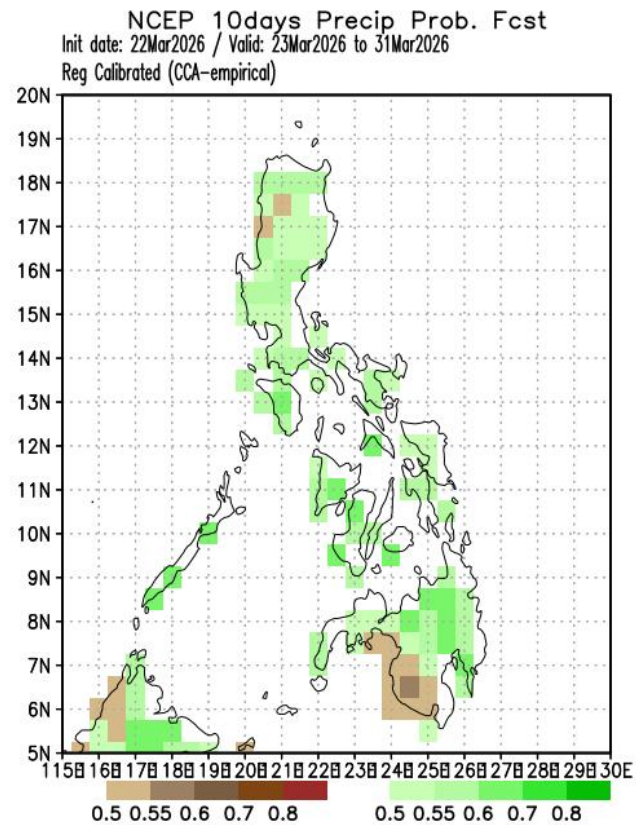 NCEP 10days Precip Prob. Fcst
Init date: 22Mar2026 / Valid: 23Mar2026 to 31Mar2026
Reg Calibrated (CCA-empirical)
20N
19N
18N
17N
16N
15N
14N
13N
12N
11N
10N
9N
8N
7N
6N
5N
115E 116E 117E 118E 119E 120E 121E 122E 123E 124E 125E 126E 127E 128E 129E 130E
0.5 0.55 0.6 0.7 0.8 0.5 0.55 0.6 0.7 0.8